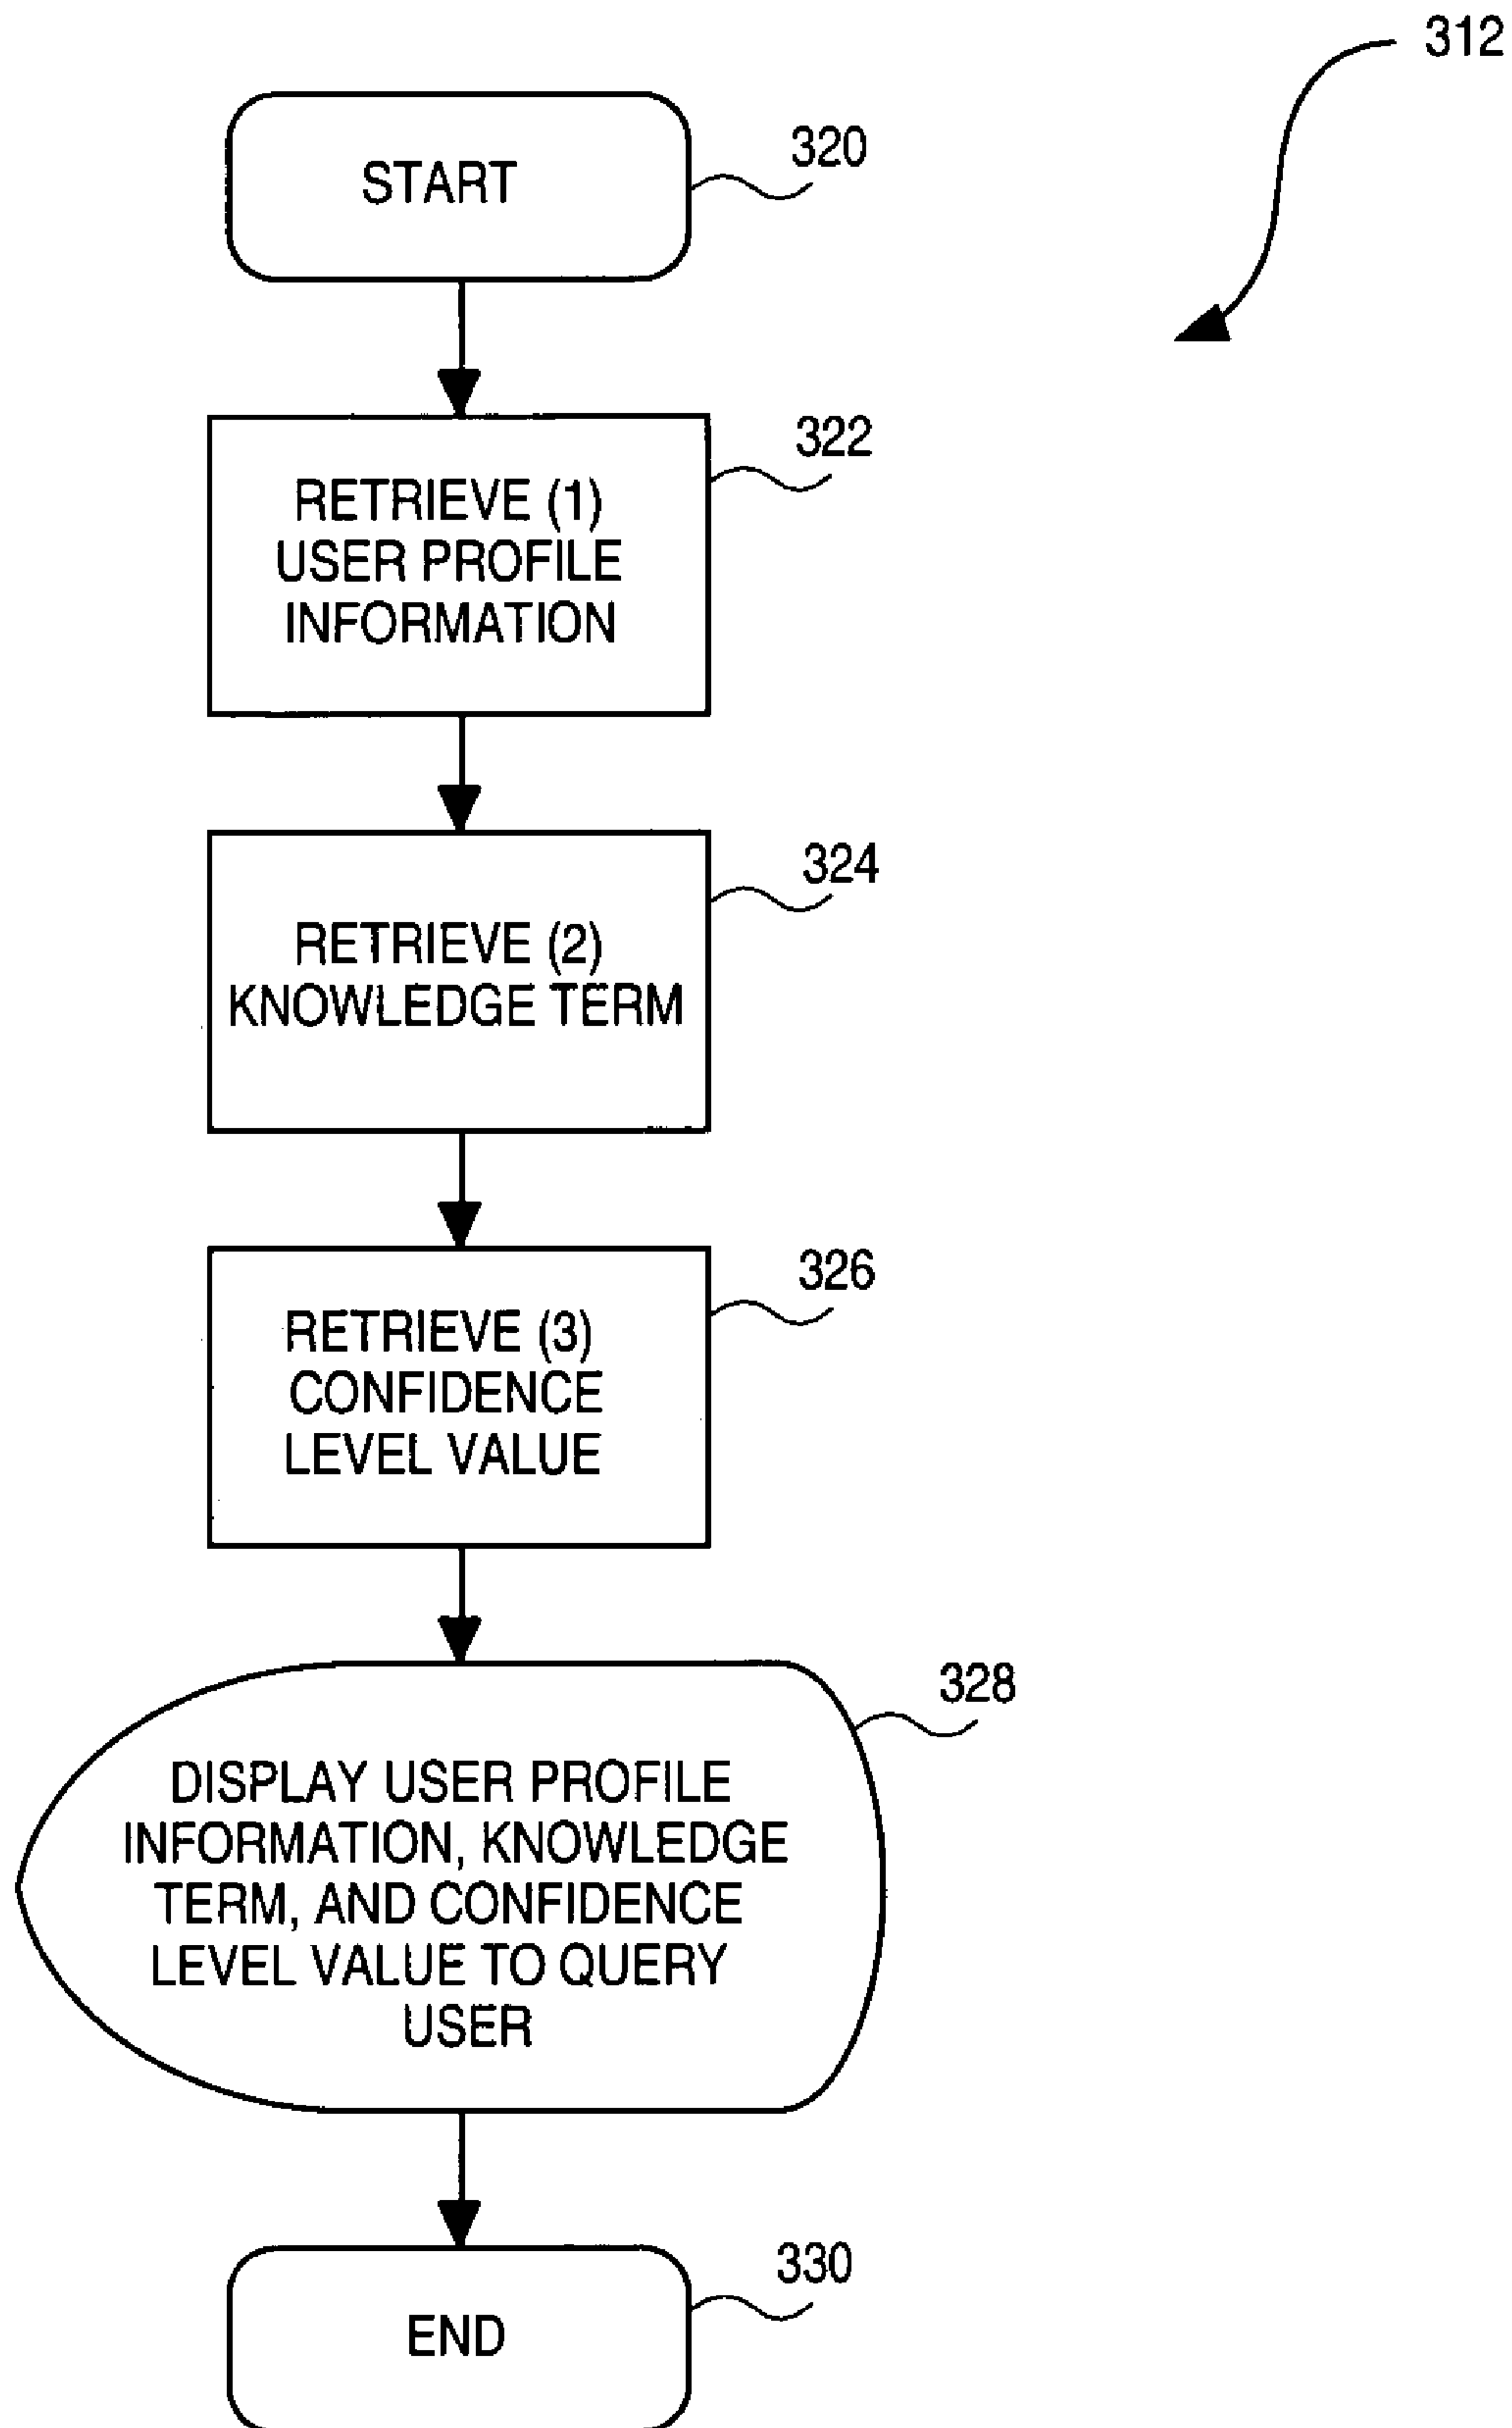 312
START
320
RETRIEVE (1)
USER PROFILE
INFORMATION
322
RETRIEVE (2)
KNOWLEDGE TERM
324
RETRIEVE (3)
CONFIDENCE
LEVEL VALUE
326
DISPLAY USER PROFILE
INFORMATION, KNOWLEDGE
TERM, AND CONFIDENCE
LEVEL VALUE TO QUERY
USER
328
END
330